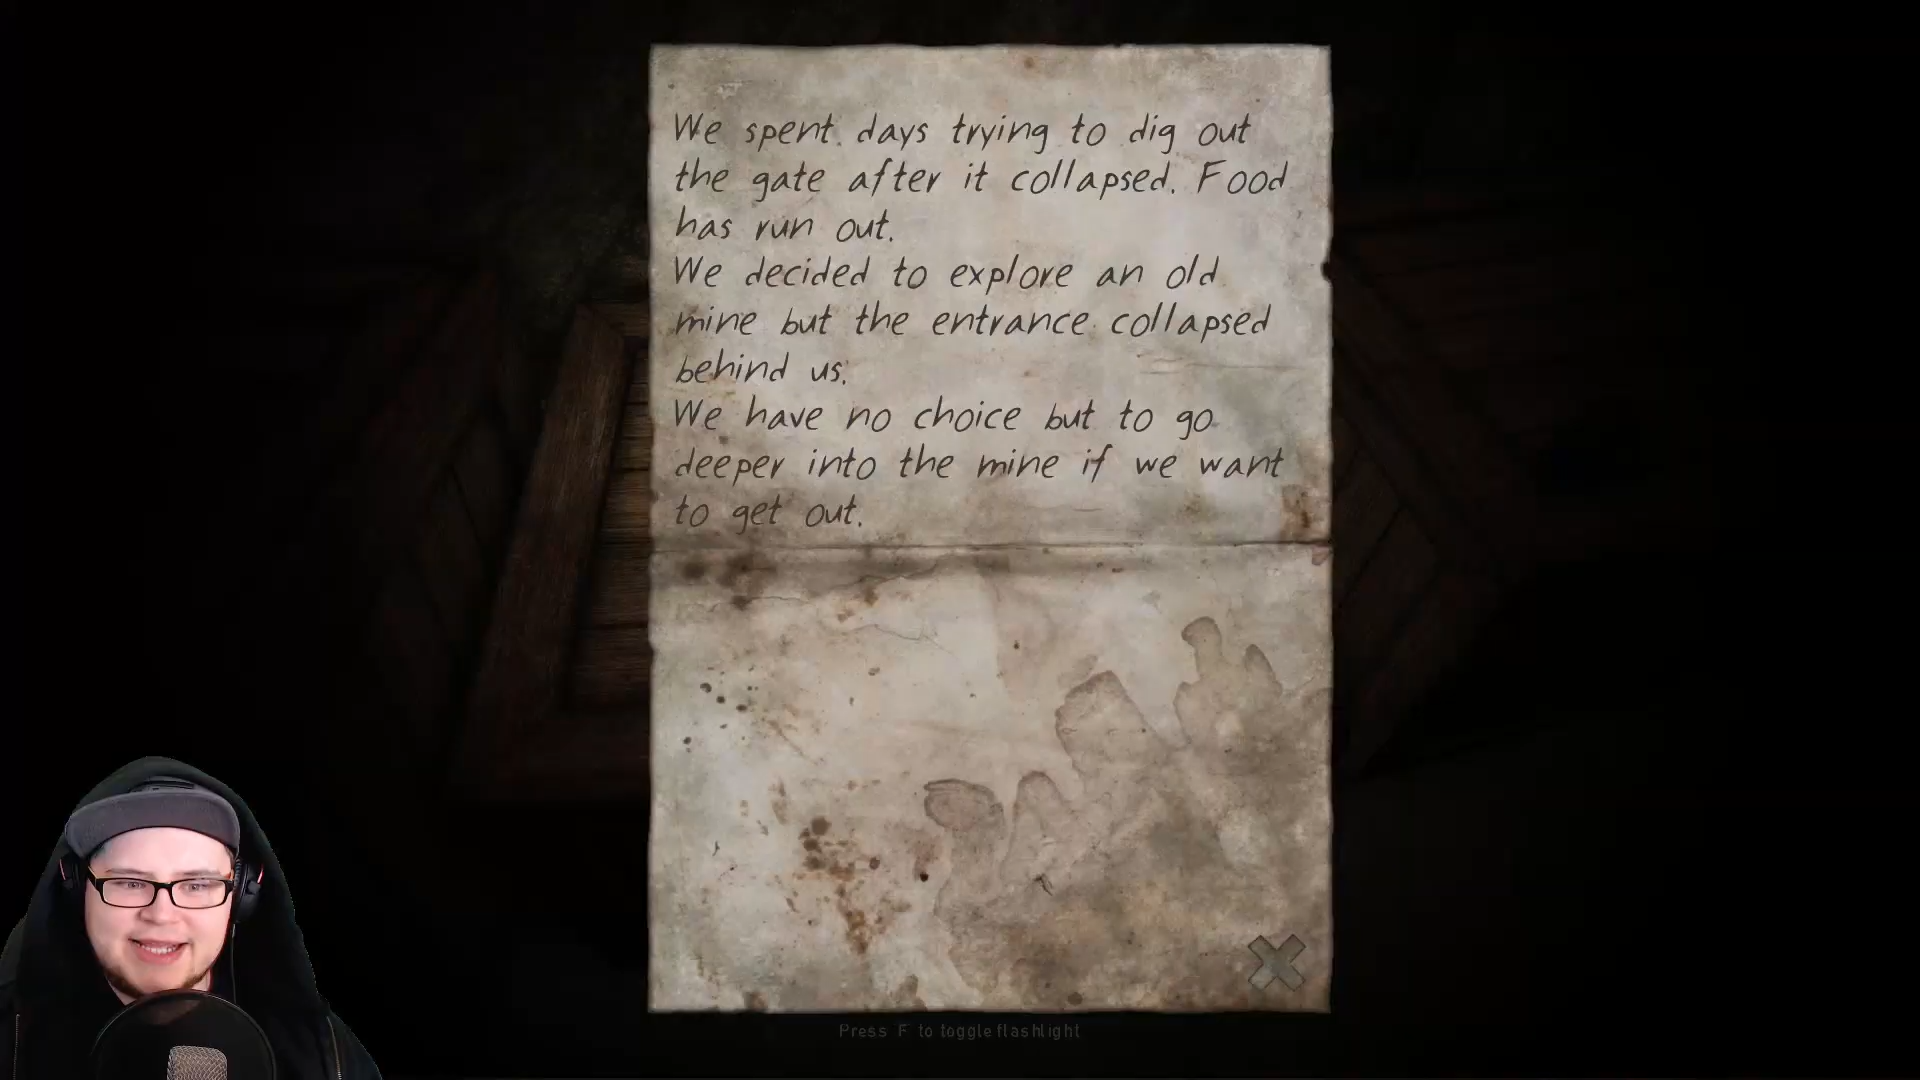 We spent days trying to dig out
the gate after it collapsed. Food
has run out.
We decided to explore an old
mine but the entrance collapsed
behind us.
We have no choice but to go
deeper into the mine if we want
to get out.
Press 'F' to toggle flashlight